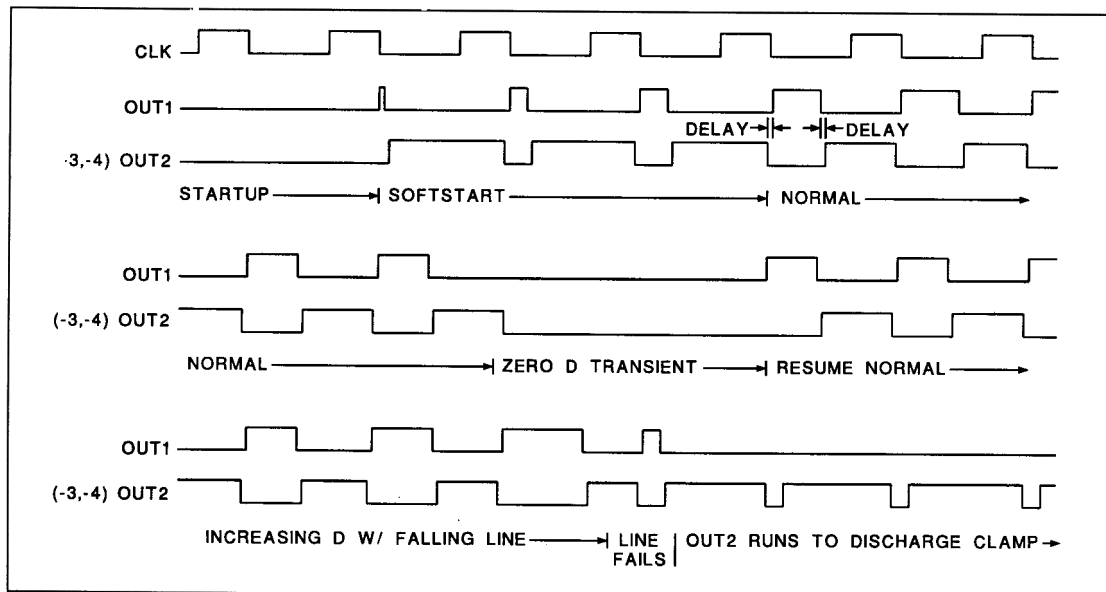 CLK
OUT1
DELAY DELAY
-3,-4) OUT2
STARTUP SOFTSTART NORMAL
OUT1
(-3,-4) OUT2
NORMAL ZERO D TRANSIENT RESUME NORMAL
OUT1
(-3,-4) OUT2
INCREASING D W/ FALLING LINE LINE FAILS OUT2 RUNS TO DISCHARGE CLAMP